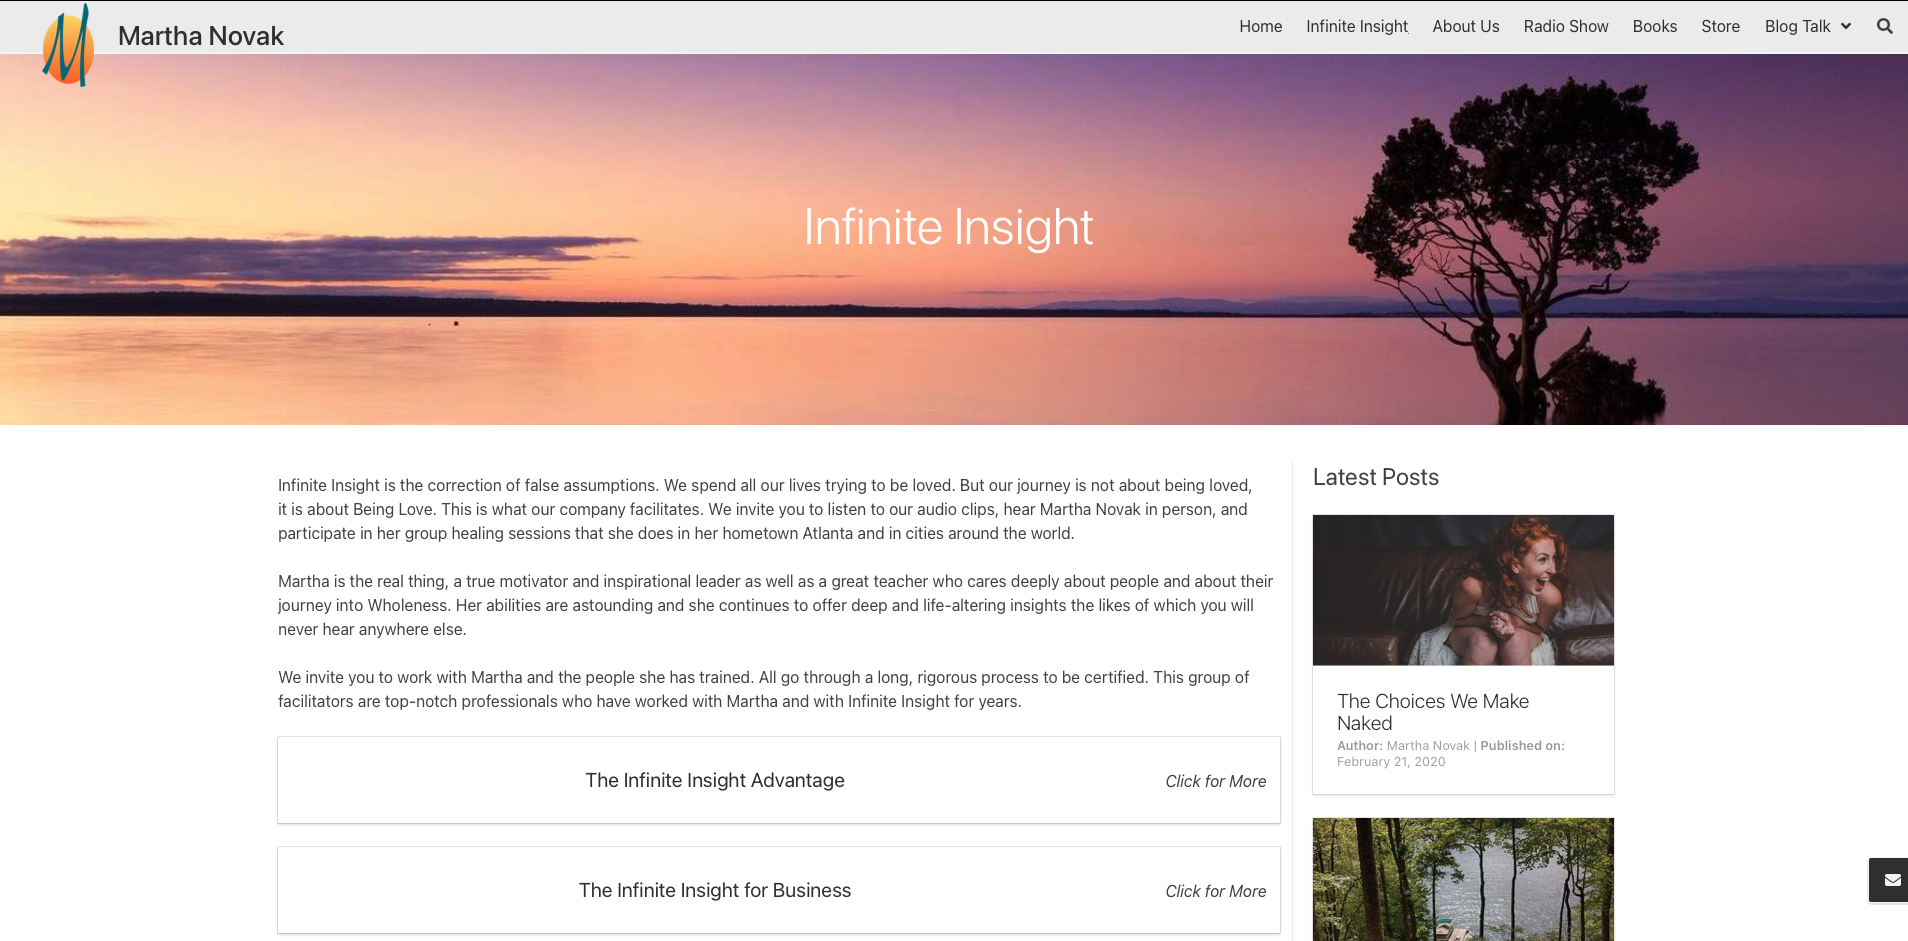 Martha Novak
Home Infinite Insight About Us Radio Show Books Store Blog Talk
Infinite Insight
Infinite Insight is the correction of false assumptions. We spend all our lives trying to be loved. But our journey is not about being loved,
it is about Being Love. This is what our company facilitates. We invite you to listen to our audio clips, hear Martha Novak in person, and
participate in her group healing sessions that she does in her hometown Atlanta and in cities around the world.
Martha is the real thing, a true motivator and inspirational leader as well as a great teacher who cares deeply about people and about their
journey into Wholeness. Her abilities are astounding and she continues to offer deep and life-altering insights the likes of which you will
never hear anywhere else.
We invite you to work with Martha and the people she has trained. All go through a long, rigorous process to be certified. This group of
facilitators are top-notch professionals who have worked with Martha and with Infinite Insight for years.
The Infinite Insight Advantage
Click for More
The Infinite Insight for Business
Click for More
Latest Posts
The Choices We Make
Naked
Author: Martha Novak | Published on:
February 21, 2020